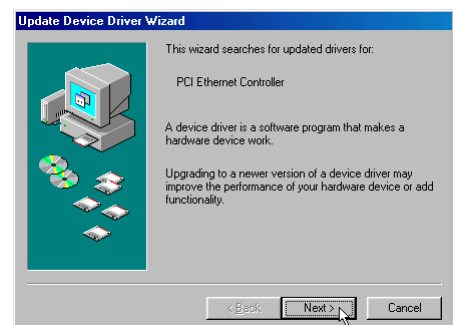 Update Device Driver Wizard
This wizard searches for updated drivers for:
PCI Ethernet Controller
A device driver is a software program that makes a
hardware device work.
Upgrading to a newer version of a device driver may
improve the performance of your hardware device or add
functionality.
< Back
Next >
Cancel